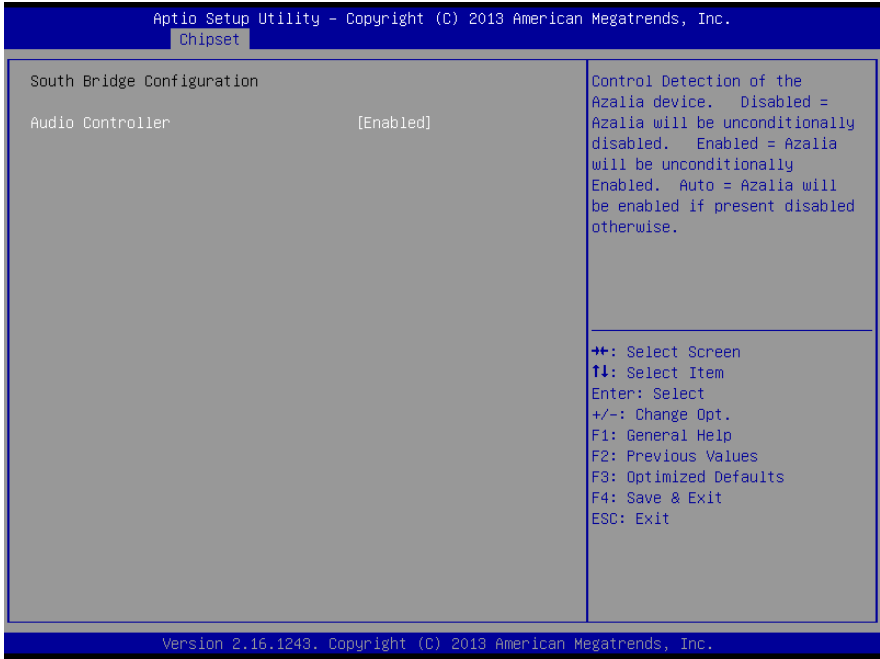 Aptio Setup Utility – Copyright (C) 2013 American Megatrends, Inc.
Chipset
South Bridge Configuration
Audio Controller [Enabled]
Control Detection of the
Azalia device. Disabled =
Azalia will be unconditionally
disabled. Enabled = Azalia
will be unconditionally
Enabled. Auto = Azalia will
be enabled if present disabled
otherwise.
→←: Select Screen
↑↓: Select Item
Enter: Select
+/-: Change Opt.
F1: General Help
F2: Previous Values
F3: Optimized Defaults
F4: Save & Exit
ESC: Exit
Version 2.16.1243. Copyright (C) 2013 American Megatrends, Inc.